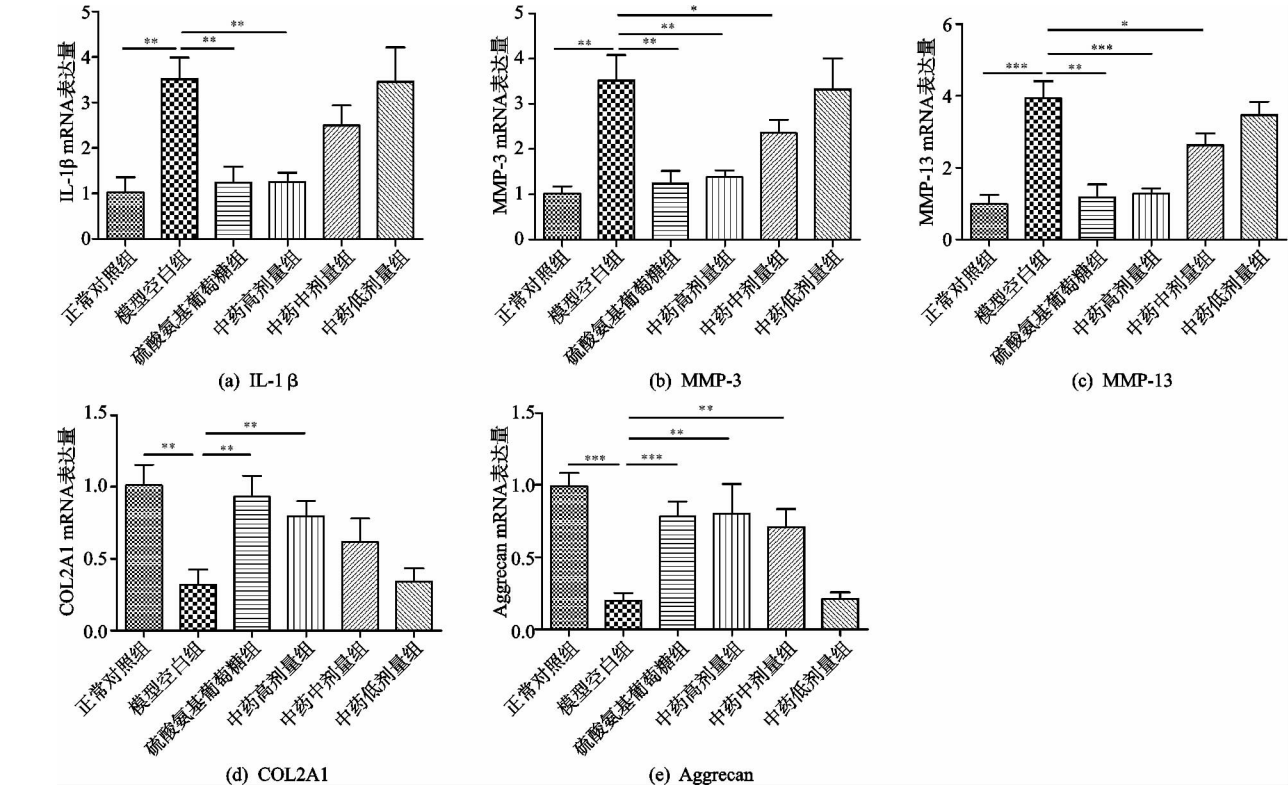 IL-1β mRNA表达量
5
4
3
2
1
0
** ** **
正常对照组
模型空白组
硫酸氨基葡萄糖组
中药高剂量组
中药中剂量组
中药低剂量组
(a) IL-1β
MMP-3 mRNA表达量
5
4
3
2
1
0
** ** ** *
正常对照组
模型空白组
硫酸氨基葡萄糖组
中药高剂量组
中药中剂量组
中药低剂量组
(b) MMP-3
MMP-13 mRNA表达量
6
4
2
0
*** ** *** *
正常对照组
模型空白组
硫酸氨基葡萄糖组
中药高剂量组
中药中剂量组
中药低剂量组
(c) MMP-13
COL2A1 mRNA表达量
1.5
1.0
0.5
0.0
** ** **
正常对照组
模型空白组
硫酸氨基葡萄糖组
中药高剂量组
中药中剂量组
中药低剂量组
(d) COL2A1
Aggrecan mRNA表达量
1.5
1.0
0.5
0.0
*** *** ** **
正常对照组
模型空白组
硫酸氨基葡萄糖组
中药高剂量组
中药中剂量组
中药低剂量组
(e) Aggrecan